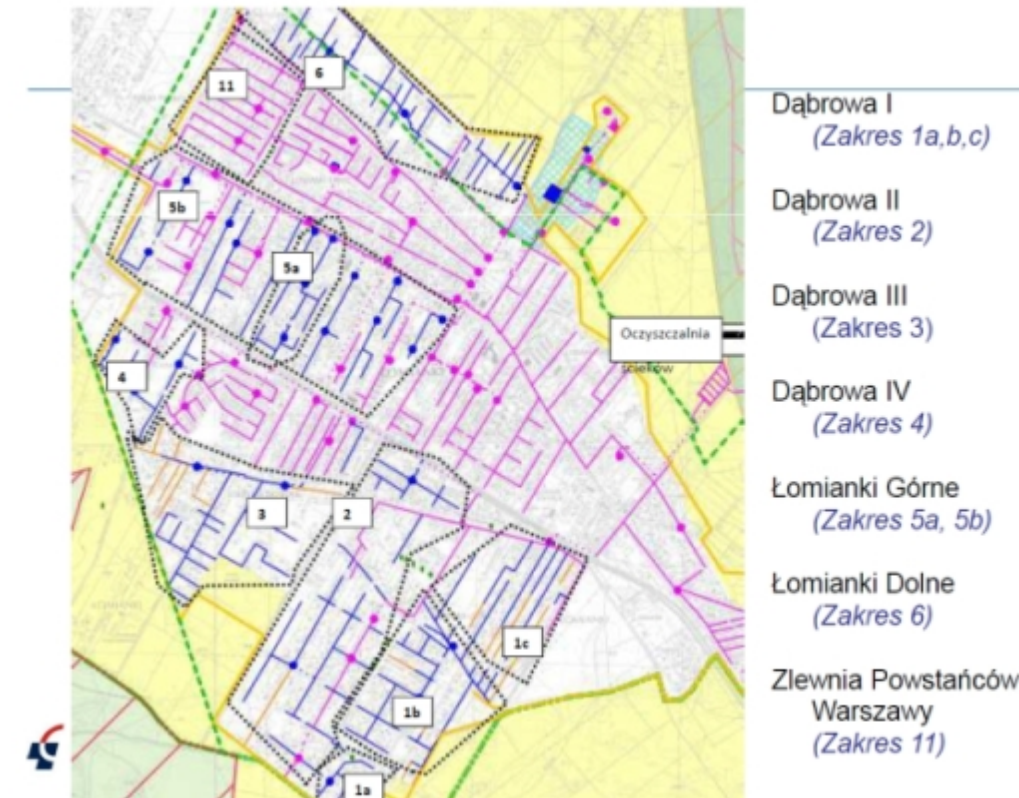 11
6
5b
5a
4
3
2
1c
1b
1a
Oczyszczalnia
ścieków
Dąbrowa I
(Zakres 1a,b,c)
Dąbrowa II
(Zakres 2)
Dąbrowa III
(Zakres 3)
Dąbrowa IV
(Zakres 4)
Łomianki Górne
(Zakres 5a, 5b)
Łomianki Dolne
(Zakres 6)
Zlewnia Powstańców
Warszawy
(Zakres 11)